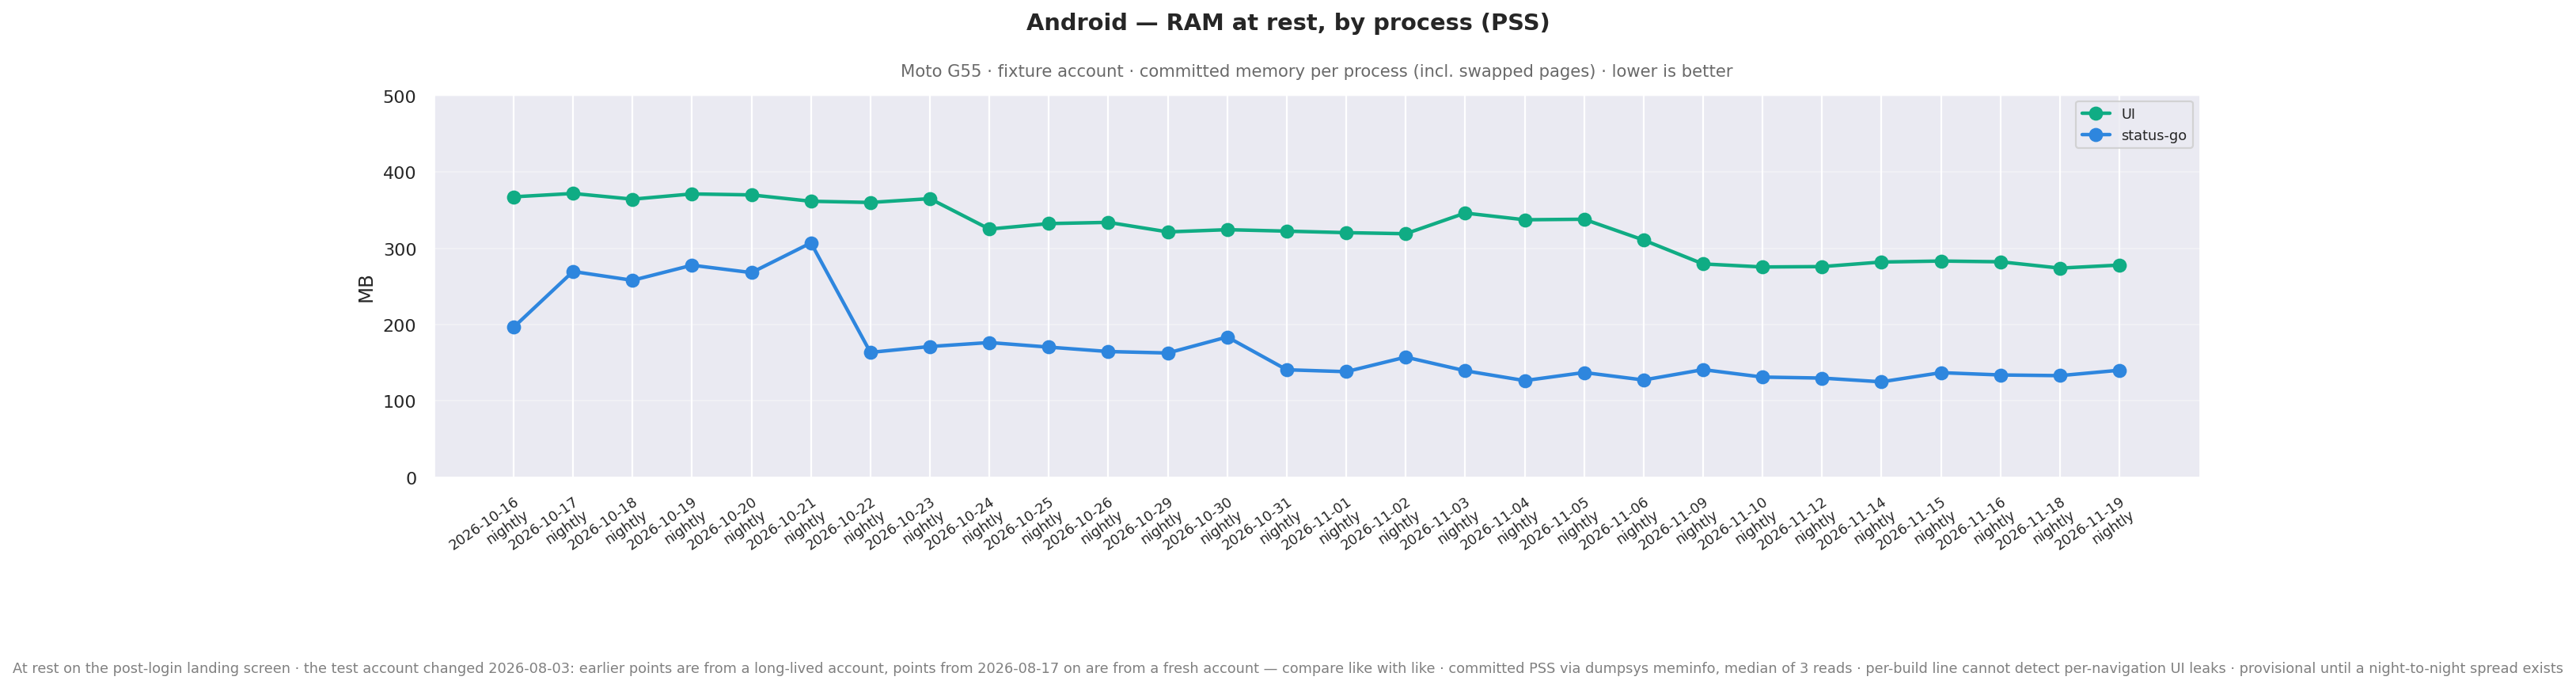 Android — RAM at rest, by process (PSS)
Moto G55 · fixture account · committed memory per process (incl. swapped pages) · lower is better
500
400
300
200
100
0
MB
UI
status-go
2026-10-16
nightly
2026-10-17
nightly
2026-10-18
nightly
2026-10-19
nightly
2026-10-20
nightly
2026-10-21
nightly
2026-10-22
nightly
2026-10-23
nightly
2026-10-24
nightly
2026-10-25
nightly
2026-10-26
nightly
2026-10-29
nightly
2026-10-30
nightly
2026-10-31
nightly
2026-11-01
nightly
2026-11-02
nightly
2026-11-03
nightly
2026-11-04
nightly
2026-11-05
nightly
2026-11-06
nightly
2026-11-09
nightly
2026-11-10
nightly
2026-11-12
nightly
2026-11-14
nightly
2026-11-15
nightly
2026-11-16
nightly
2026-11-18
nightly
2026-11-19
nightly
At rest on the post-login landing screen · the test account changed 2026-08-03: earlier points are from a long-lived account, points from 2026-08-17 on are from a fresh account — compare like with like · committed PSS via dumpsys meminfo, median of 3 reads · per-build line cannot detect per-navigation UI leaks · provisional until a night-to-night spread exists